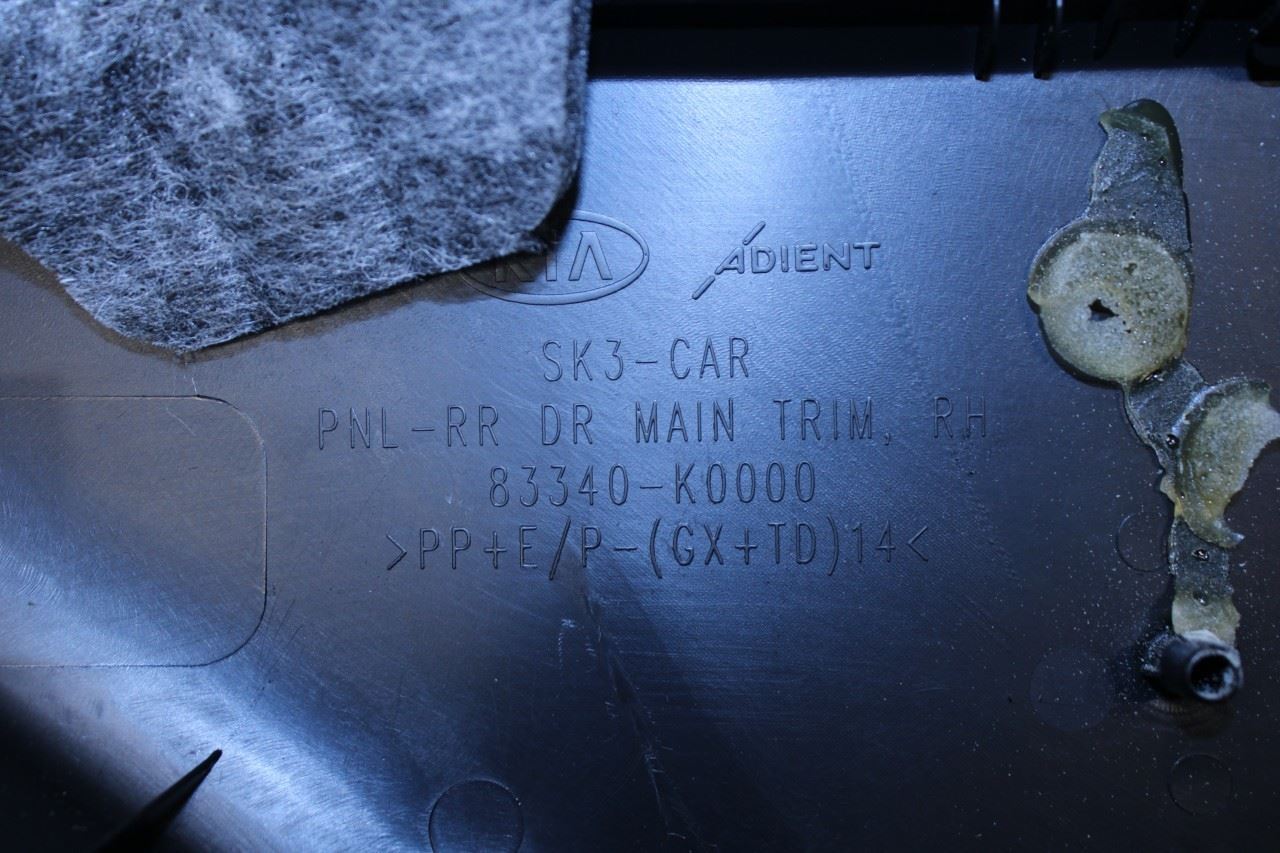 KIA ADIENT
SK3-CAR
PNL-RR DR MAIN TRIM, RH
83340-K0000
>PP+E/P-(GX+TD)14<